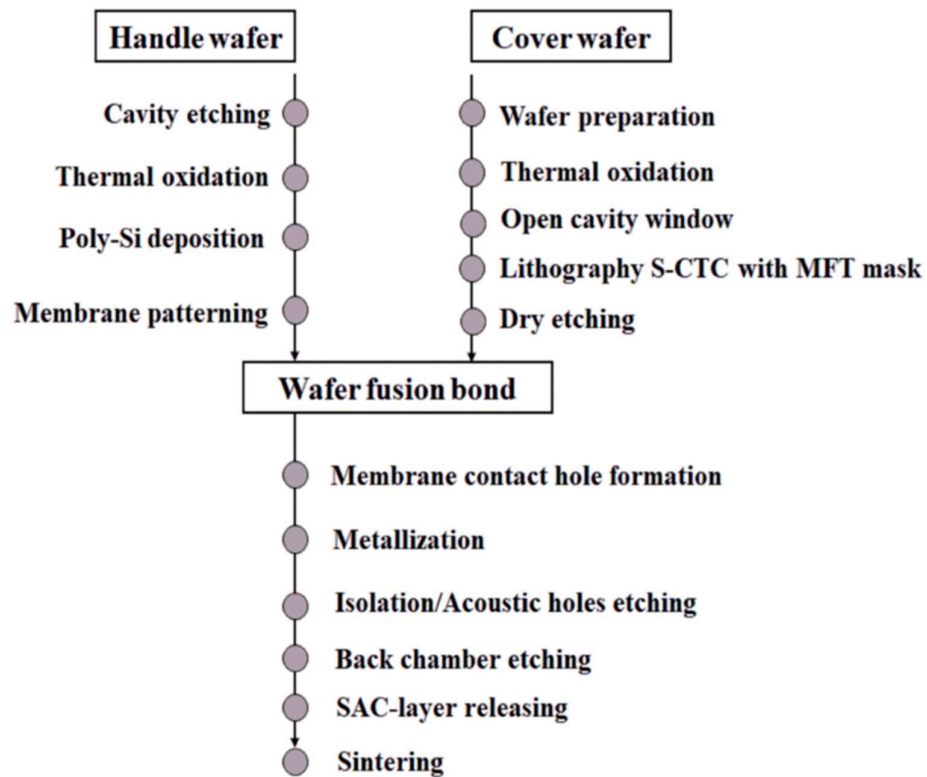 Handle wafer
Cavity etching
Thermal oxidation
Poly-Si deposition
Membrane patterning
Cover wafer
Wafer preparation
Thermal oxidation
Open cavity window
Lithography S-CTC with MFT mask
Dry etching
Wafer fusion bond
Membrane contact hole formation
Metallization
Isolation/Acoustic holes etching
Back chamber etching
SAC-layer releasing
Sintering